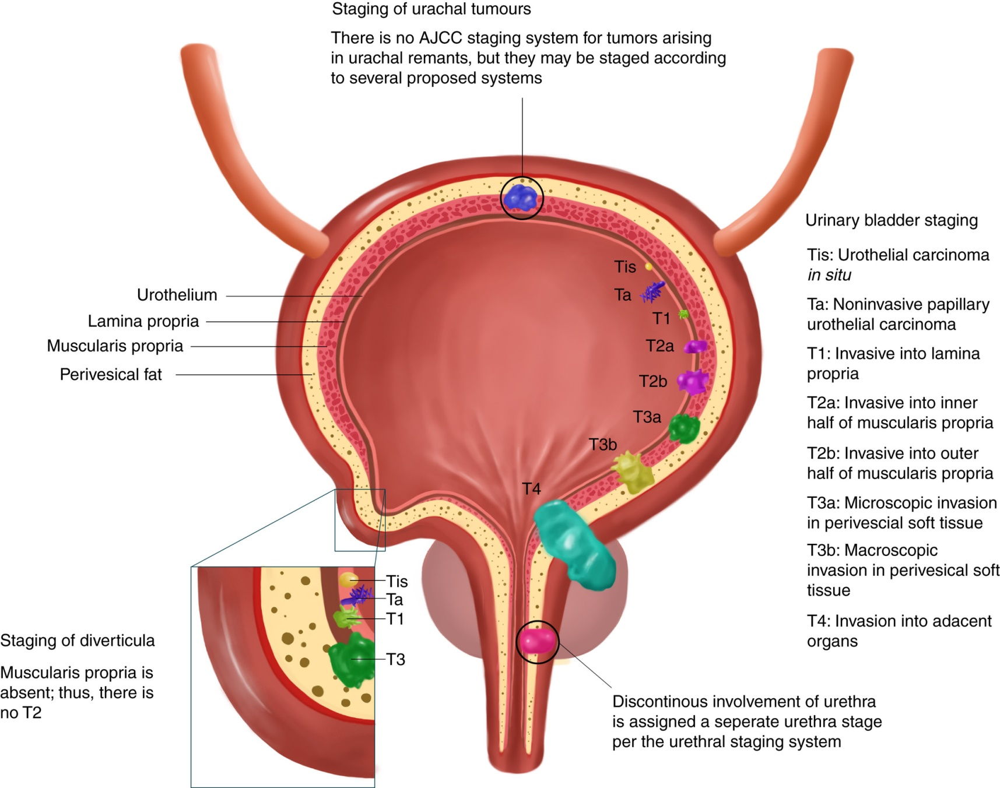 Staging of urachal tumours
There is no AJCC staging system for tumors arising
in urachal remants, but they may be staged according
to several proposed systems
Urothelium
Lamina propria
Muscularis propria
Perivesical fat
Tis
Ta
T1
T2a
T2b
T3a
T3b
T4
Urinary bladder staging
Tis: Urothelial carcinoma
in situ
Ta: Noninvasive papillary
urothelial carcinoma
T1: Invasive into lamina
propria
T2a: Invasive into inner
half of muscularis propria
T2b: Invasive into outer
half of muscularis propria
T3a: Microscopic invasion
in perivescial soft tissue
T3b: Macroscopic
invasion in perivesical soft
tissue
T4: Invasion into adjacent
organs
Tis
Ta
T1
T3
Staging of diverticula
Muscularis propria is
absent; thus, there is
no T2
Discontinous involvement of urethra
is assigned a seperate urethra stage
per the urethral staging system